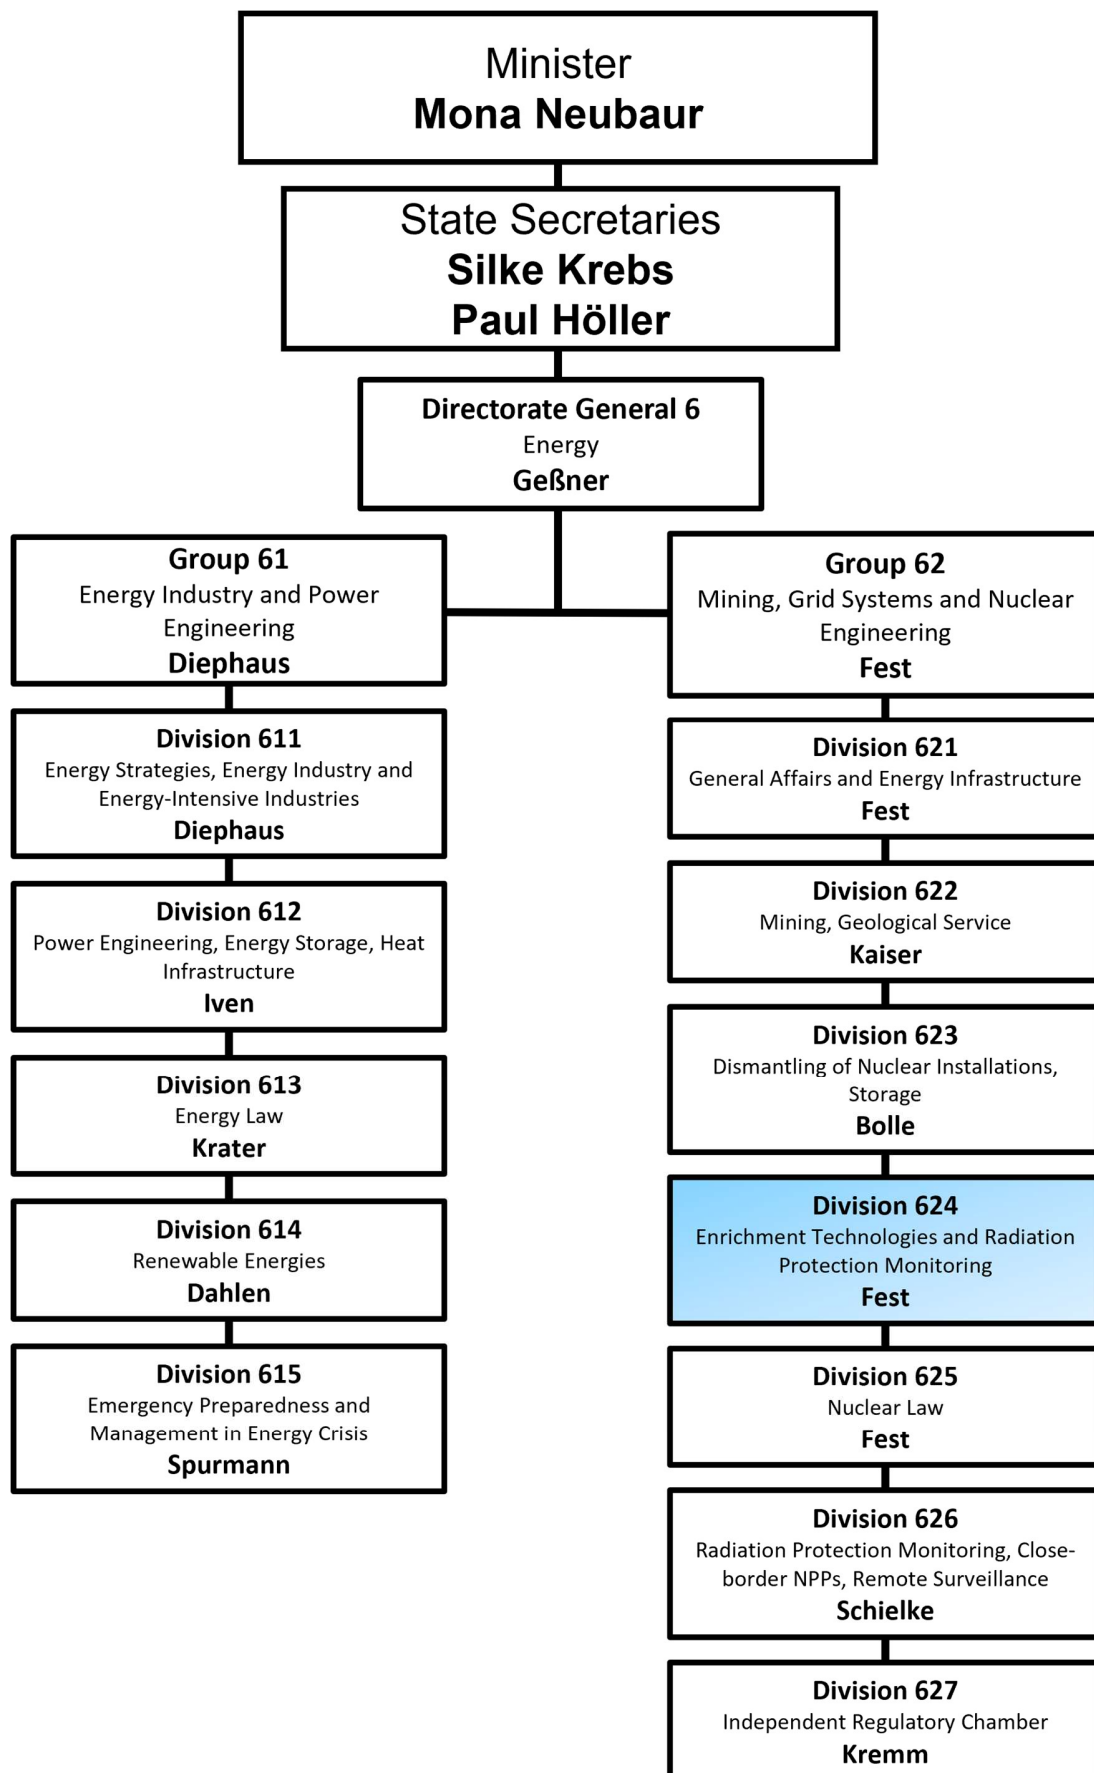 Minister
Mona Neubaur
State Secretaries
Silke Krebs
Paul Höller
Directorate General 6
Energy
Geßner
Group 61
Energy Industry and Power
Engineering
Diephaus
Division 611
Energy Strategies, Energy Industry and
Energy-Intensive Industries
Diephaus
Division 612
Power Engineering, Energy Storage, Heat
Infrastructure
Iven
Division 613
Energy Law
Krater
Division 614
Renewable Energies
Dahlen
Division 615
Emergency Preparedness and
Management in Energy Crisis
Spurmann
Group 62
Mining, Grid Systems and Nuclear
Engineering
Fest
Division 621
General Affairs and Energy Infrastructure
Fest
Division 622
Mining, Geological Service
Kaiser
Division 623
Dismantling of Nuclear Installations,
Storage
Bolle
Division 624
Enrichment Technologies and Radiation
Protection Monitoring
Fest
Division 625
Nuclear Law
Fest
Division 626
Radiation Protection Monitoring, Close-
border NPPs, Remote Surveillance
Schielke
Division 627
Independent Regulatory Chamber
Kremm